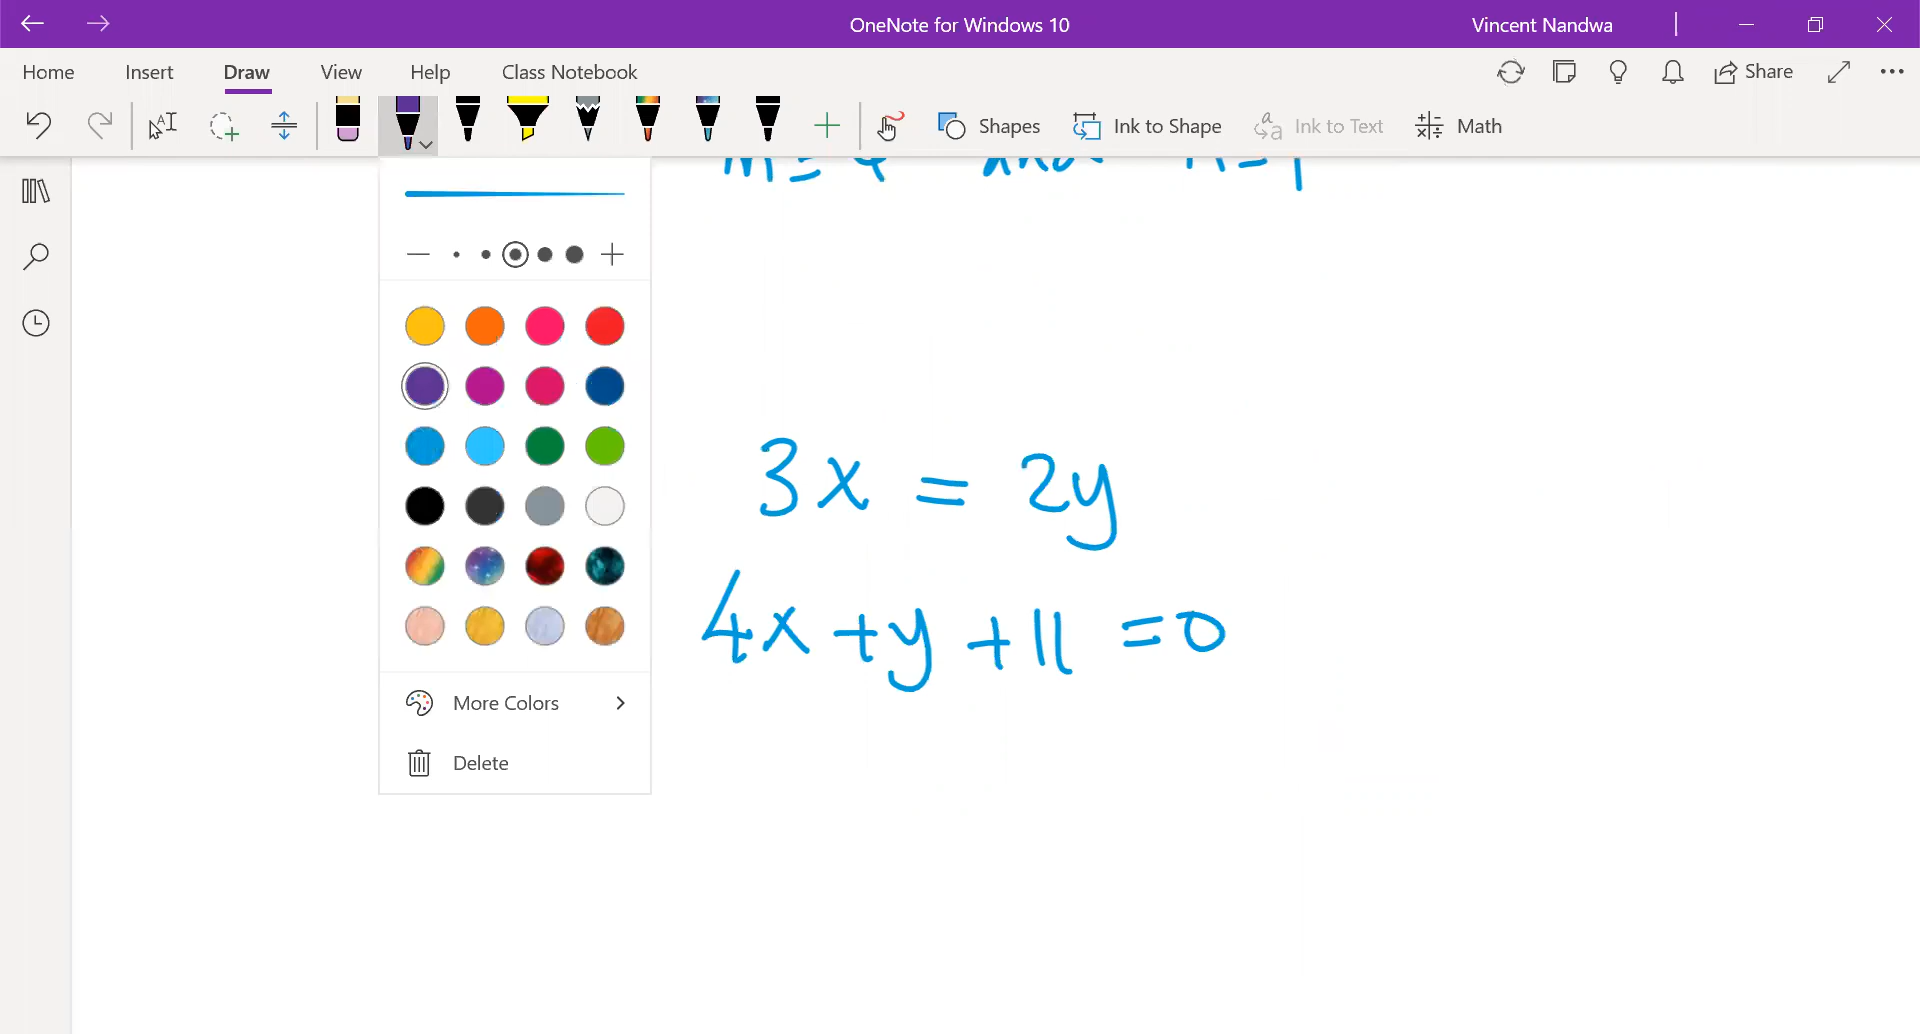 OneNote for Windows 10
Vincent Nandwa
Home Insert Draw View Help Class Notebook
Share
Shapes Ink to Shape Ink to Text Math
3x = 2y
4x + y + 11 = 0
More Colors
Delete